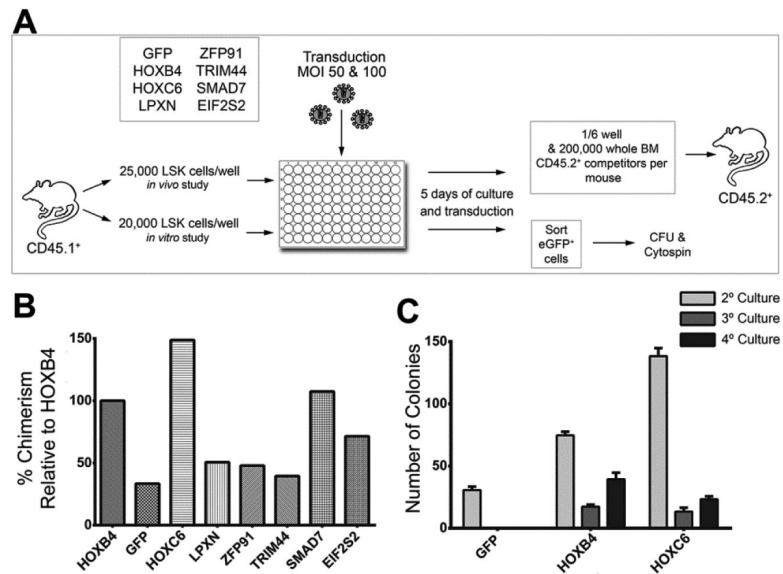 A
GFP ZFP91
HOXB4 TRIM44
HOXC6 SMAD7
LPXN EIF2S2
Transduction
MOI 50 & 100
25,000 LSK cells/well
in vivo study
20,000 LSK cells/well
in vitro study
CD45.1+
5 days of culture
and transduction
1/6 well
& 200,000 whole BM
CD45.2+ competitors per
mouse
CD45.2+
Sort
eGFP+
cells
CFU &
Cytospin
B
% Chimerism
Relative to HOXB4
150
100
50
0
HOXB4
GFP
HOXC6
LPXN
ZFP91
TRIM44
SMAD7
EIF2S2
C
2º Culture
3º Culture
4º Culture
Number of Colonies
150
100
50
0
GFP
HOXB4
HOXC6